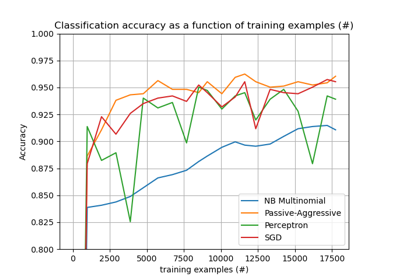 Classification accuracy as a function of training examples (#)
1.000
0.975
0.950
0.925
0.900
0.875
0.850
0.825
0.800
Accuracy
NB Multinomial
Passive-Aggressive
Perceptron
SGD
0 2500 5000 7500 10000 12500 15000 17500
training examples (#)